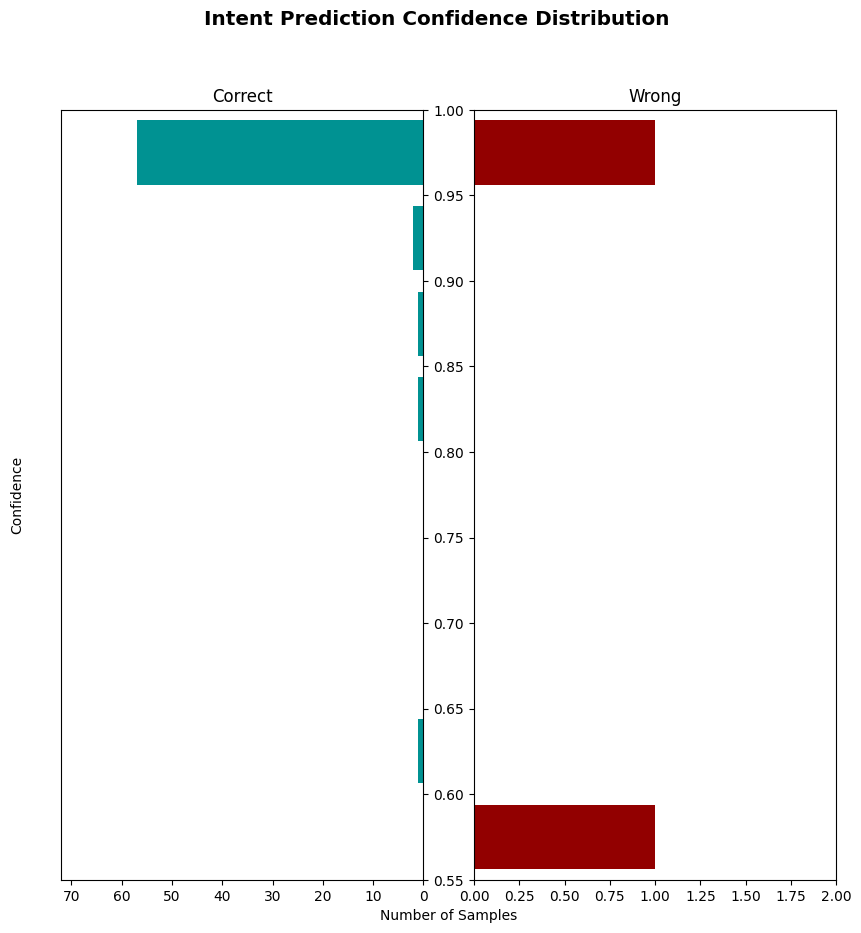 Intent Prediction Confidence Distribution
Correct
Wrong
1.00
0.95
0.90
0.85
0.80
0.75
0.70
0.65
0.60
0.55
Confidence
70 60 50 40 30 20 10 0
0.00 0.25 0.50 0.75 1.00 1.25 1.50 1.75 2.00
Number of Samples